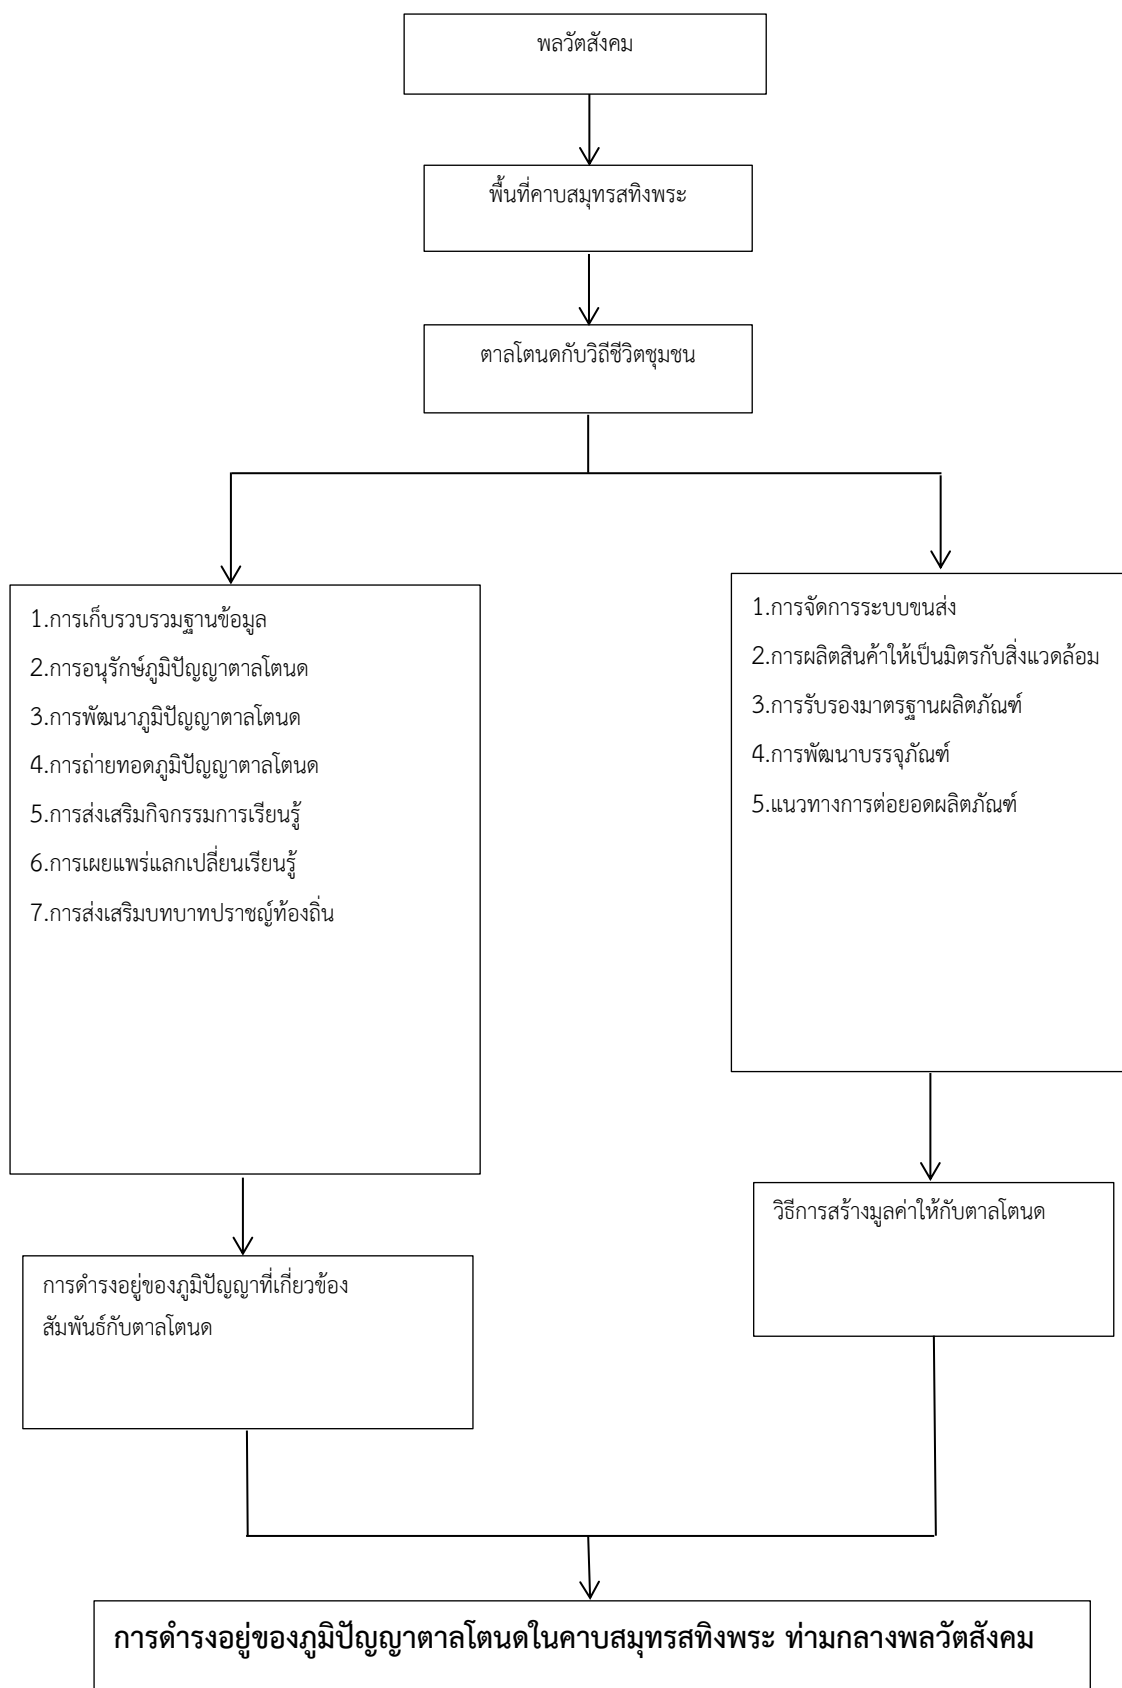 พลวัตสังคม
พื้นที่คาบสมุทรสทิงพระ
ตาลโตนดกับวิถีชีวิตชุมชน
1.การเก็บรวบรวมฐานข้อมูล
2.การอนุรักษ์ภูมิปัญญาตาลโตนด
3.การพัฒนาภูมิปัญญาตาลโตนด
4.การถ่ายทอดภูมิปัญญาตาลโตนด
5.การส่งเสริมกิจกรรมการเรียนรู้
6.การเผยแพร่แลกเปลี่ยนเรียนรู้
7.การส่งเสริมบทบาทปราชญ์ท้องถิ่น
1.การจัดการระบบขนส่ง
2.การผลิตสินค้าให้เป็นมิตรกับสิ่งแวดล้อม
3.การรับรองมาตรฐานผลิตภัณฑ์
4.การพัฒนาบรรจุภัณฑ์
5.แนวทางการต่อยอดผลิตภัณฑ์
การดำรงอยู่ของภูมิปัญญาที่เกี่ยวข้อง
สัมพันธ์กับตาลโตนด
วิธีการสร้างมูลค่าให้กับตาลโตนด
การดำรงอยู่ของภูมิปัญญาตาลโตนดในคาบสมุทรสทิงพระ ท่ามกลางพลวัตสังคม